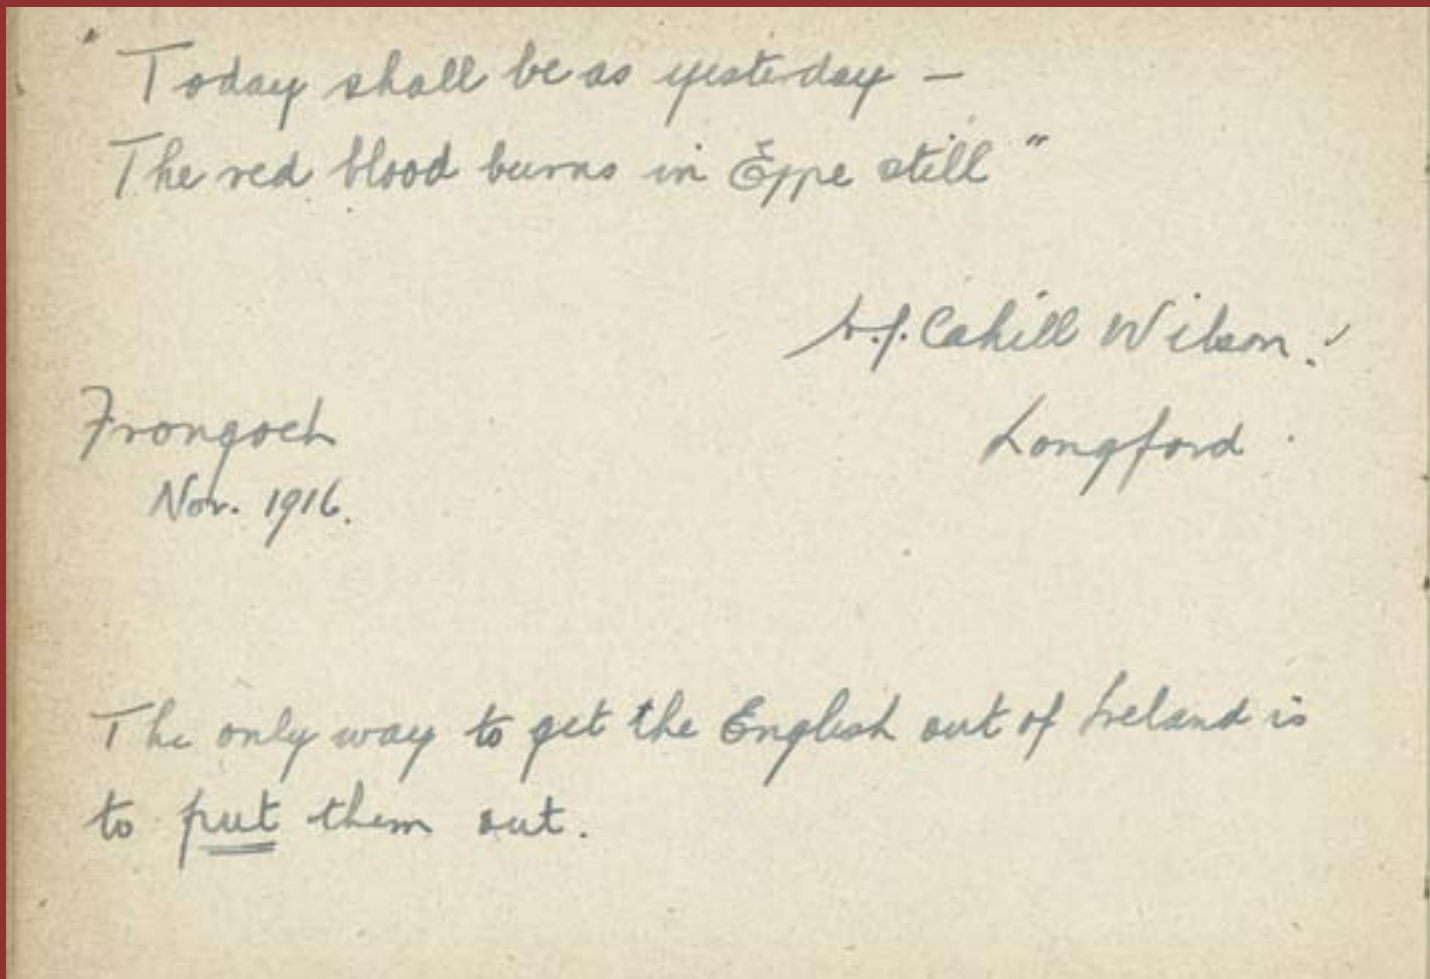 "Today shall be as yesterday –
The red blood burns in Éppe still"
Cahill Wilson.
Longford
Frongoch
Nov. 1916.
The only way to get the English out of Ireland is
to put them out.